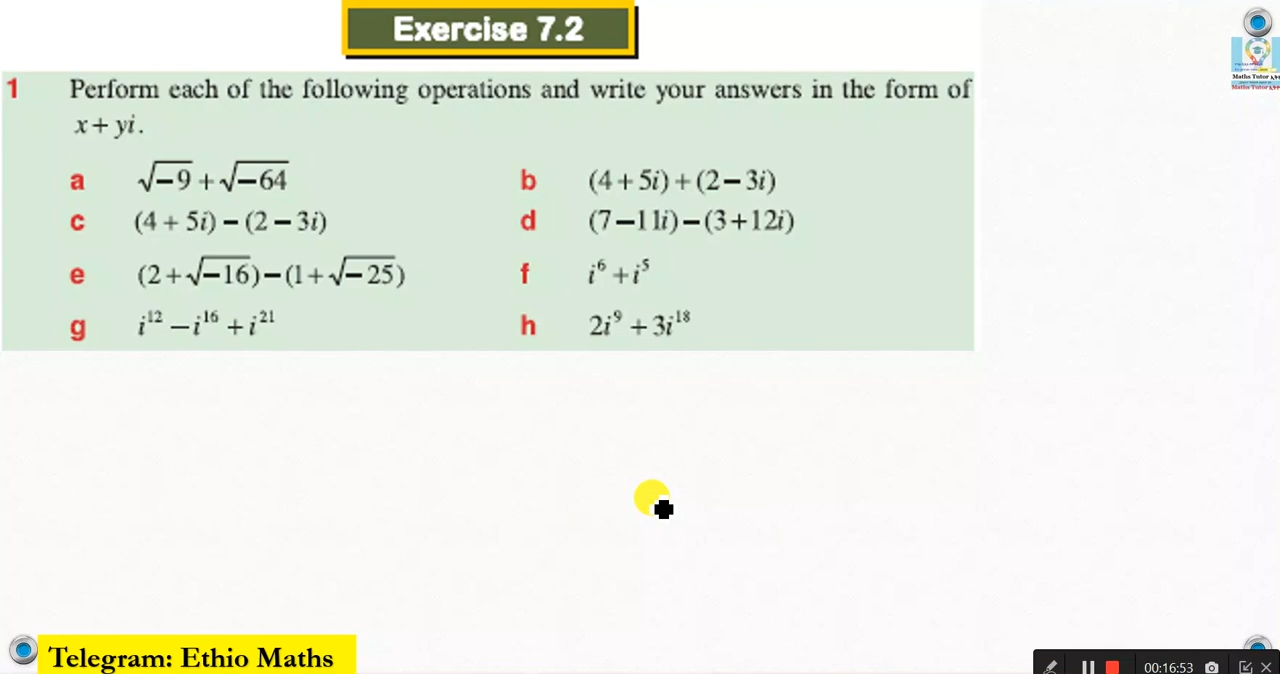 Exercise 7.2
1 Perform each of the following operations and write your answers in the form of
x + yi.
a √−9 + √−64 b (4 + 5i) + (2 − 3i)
c (4 + 5i) − (2 − 3i) d (7 − 11i) − (3 + 12i)
e (2 + √−16) − (1 + √−25) f i⁶ + i⁵
g i¹² − i¹⁶ + i²¹ h 2i⁹ + 3i¹⁸
Telegram: Ethio Maths
00:16:53